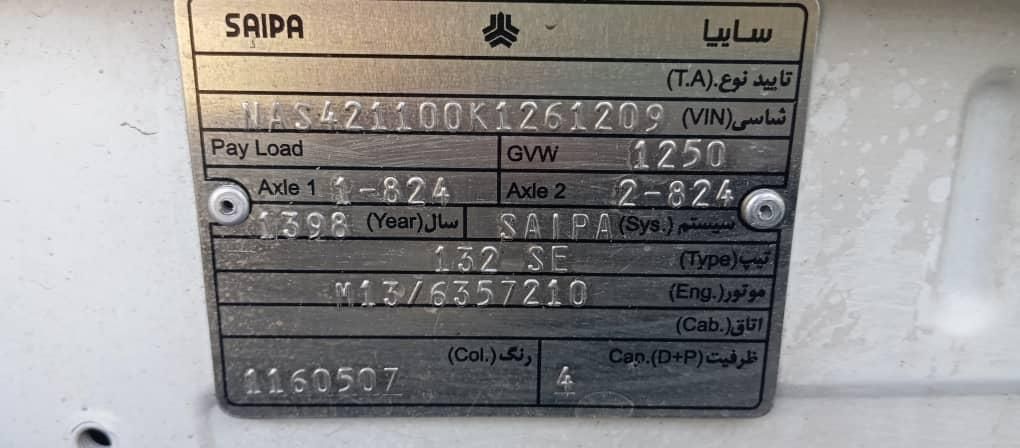 SAIPA سایپا
تایید نوع.(T.A)
شاسی(VIN) NAS421100K1261209
Pay Load GVW 1250
Axle 1 1-824 Axle 2 2-824
سال(Year) 1398 سیستم(Sys.) SAIPA
تیپ(Type) 132 SE
موتور(Eng.) M13/6357210
اتاق(Cab.)
رنگ(Col.) 1160507 ظرفیت(D+P).Cap 4